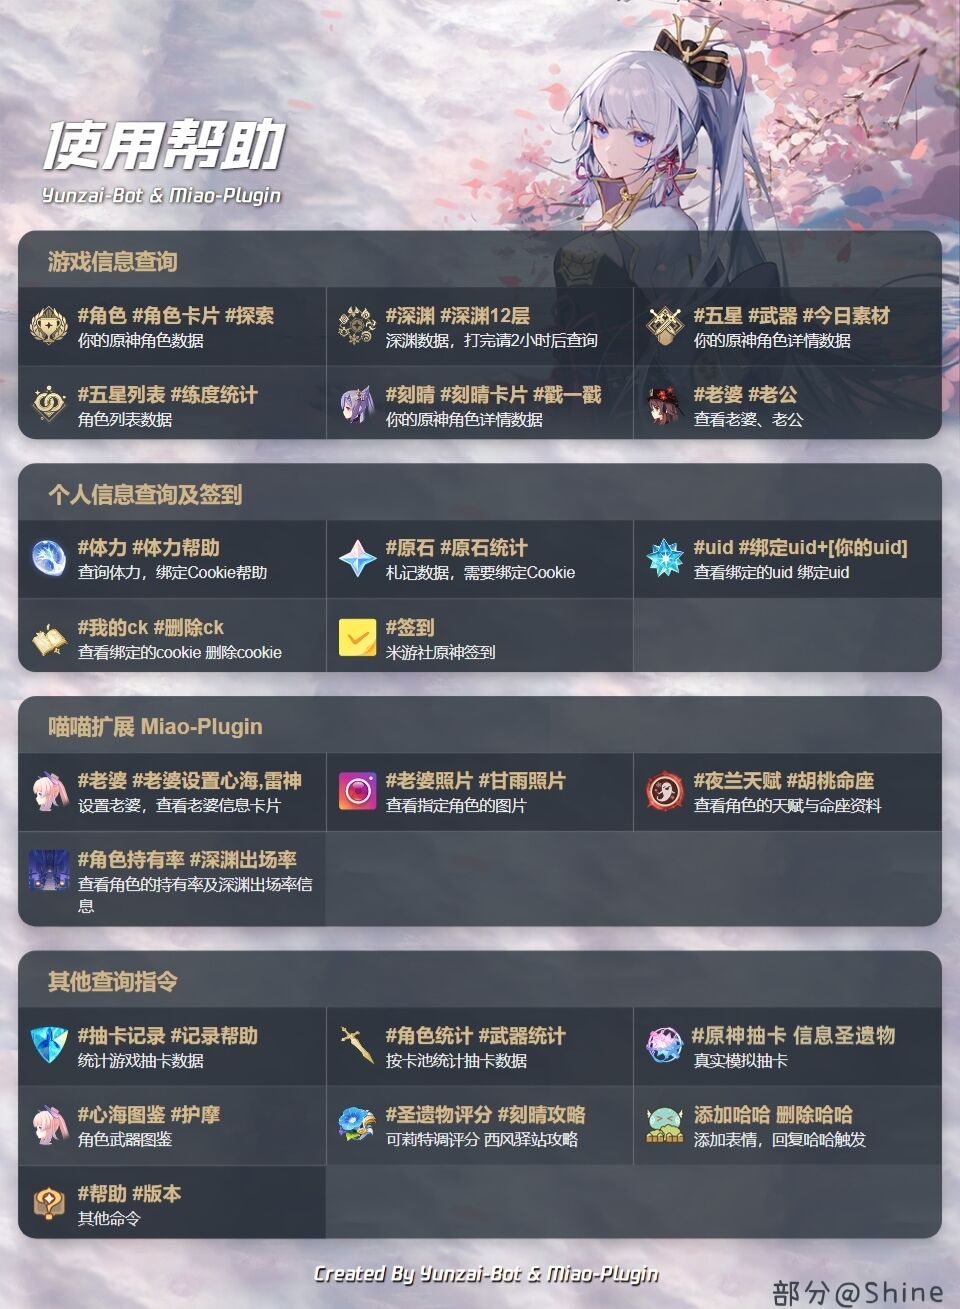 使用帮助
Yunzai-Bot & Miao-Plugin
游戏信息查询
#角色 #角色卡片 #探索
你的原神角色数据
#深渊 #深渊12层
深渊数据，打完请2小时后查询
#五星 #武器 #今日素材
你的原神角色详情数据
#五星列表 #练度统计
角色列表数据
#刻晴 #刻晴卡片 #戳一戳
你的原神角色详情数据
#老婆 #老公
查看老婆、老公
个人信息查询及签到
#体力 #体力帮助
查询体力，绑定Cookie帮助
#原石 #原石统计
札记数据，需要绑定Cookie
#uid #绑定uid+[你的uid]
查看绑定的uid 绑定uid
#我的ck #删除ck
查看绑定的cookie 删除cookie
#签到
米游社原神签到
喵喵扩展 Miao-Plugin
#老婆 #老婆设置心海,雷神
设置老婆，查看老婆信息卡片
#老婆照片 #甘雨照片
查看指定角色的图片
#夜兰天赋 #胡桃命座
查看角色的天赋与命座资料
#角色持有率 #深渊出场率
查看角色的持有率及深渊出场率信
息
其他查询指令
#抽卡记录 #记录帮助
统计游戏抽卡数据
#角色统计 #武器统计
按卡池统计抽卡数据
#原神抽卡 信息圣遗物
真实模拟抽卡
#心海图鉴 #护摩
角色武器图鉴
#圣遗物评分 #刻晴攻略
可莉特调评分 西风驿站攻略
添加哈哈 删除哈哈
添加表情，回复哈哈触发
#帮助 #版本
其他命令
Created By Yunzai-Bot & Miao-Plugin
部分@Shine